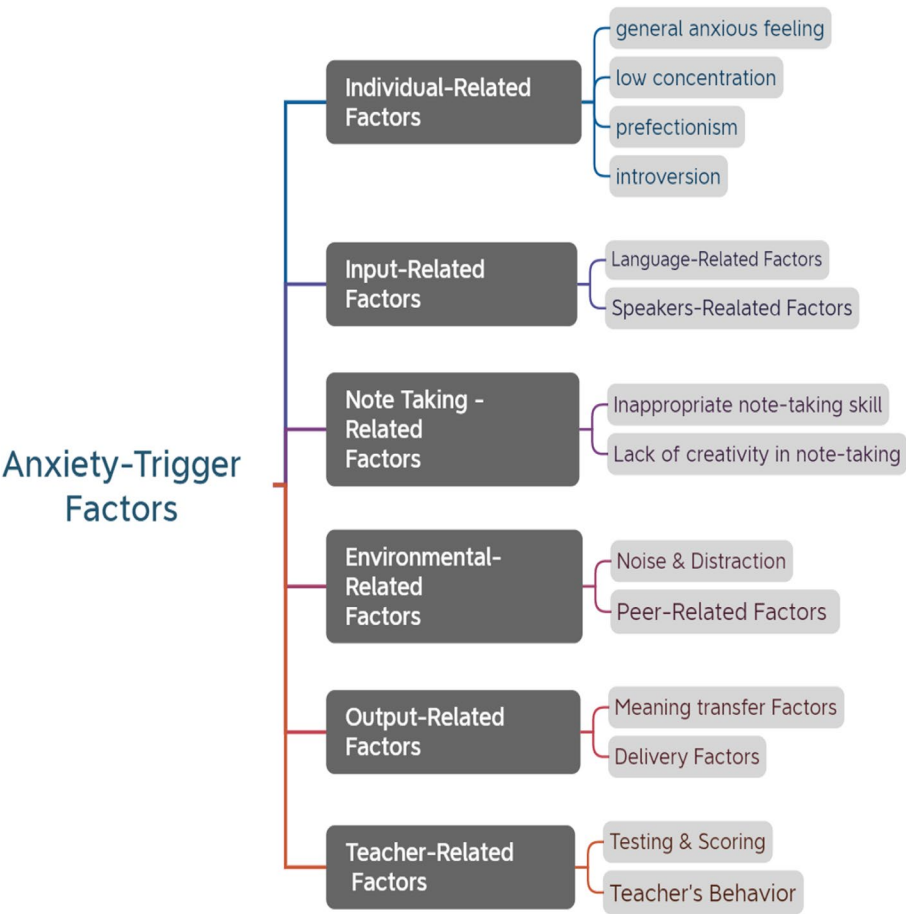 Anxiety-Trigger
Factors
Individual-Related
Factors
general anxious feeling
low concentration
prefectionism
introversion
Input-Related
Factors
Language-Related Factors
Speakers-Realated Factors
Note Taking -
Related
Factors
Inappropriate note-taking skill
Lack of creativity in note-taking
Environmental-
Related
Factors
Noise & Distraction
Peer-Related Factors
Output-Related
Factors
Meaning transfer Factors
Delivery Factors
Teacher-Related
Factors
Testing & Scoring
Teacher's Behavior